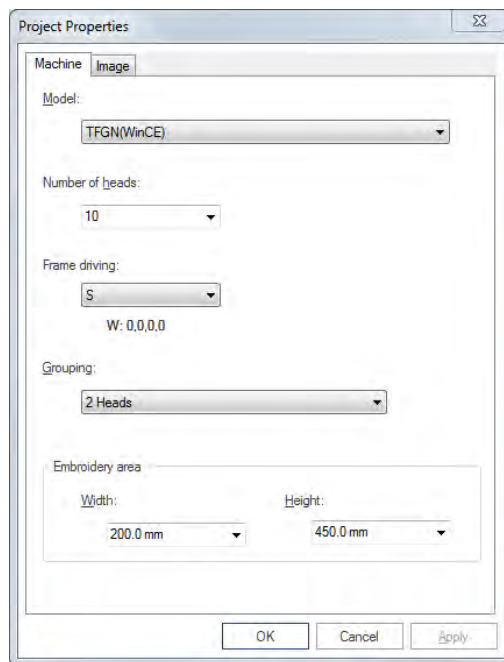 Project Properties
Machine Image
Model:
TFGN(WinCE)
Number of heads:
10
Frame driving:
S
W: 0,0,0,0
Grouping:
2 Heads
Embroidery area
Width: Height:
200.0 mm 450.0 mm
OK Cancel Apply